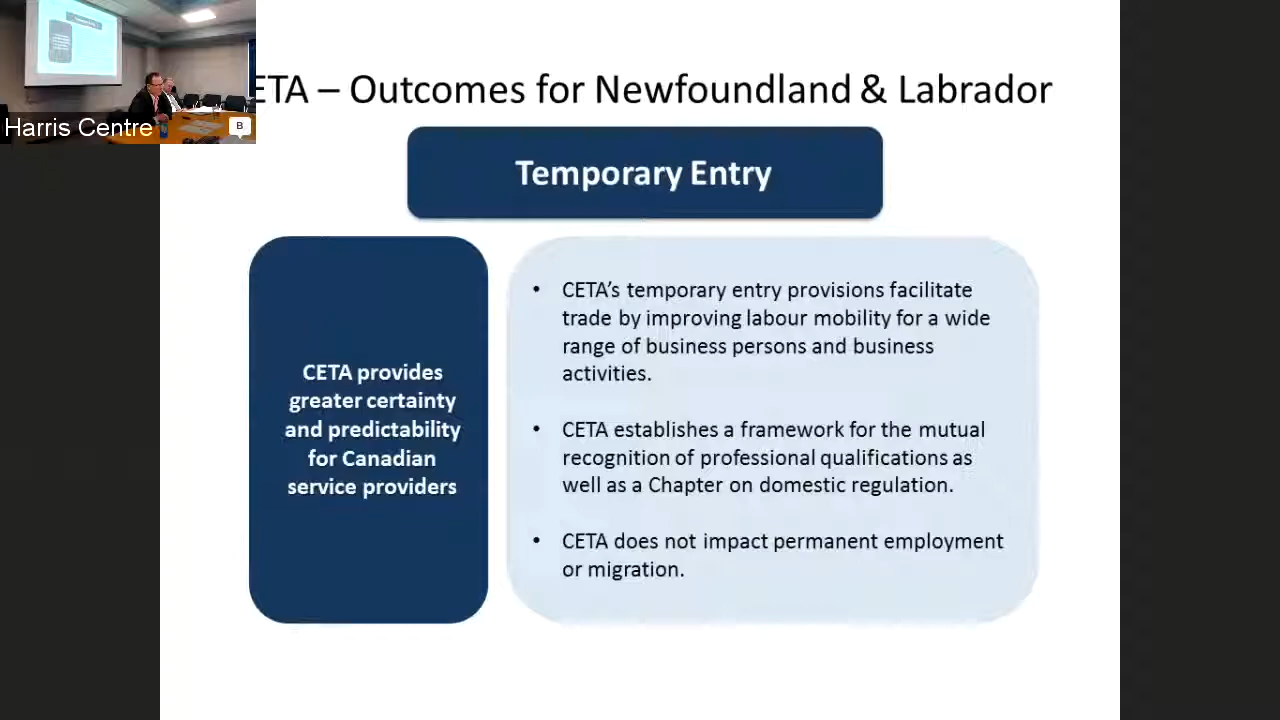 ETA – Outcomes for Newfoundland & Labrador
Harris Centre
B
Temporary Entry
CETA provides
greater certainty
and predictability
for Canadian
service providers
• CETA’s temporary entry provisions facilitate
trade by improving labour mobility for a wide
range of business persons and business
activities.
• CETA establishes a framework for the mutual
recognition of professional qualifications as
well as a Chapter on domestic regulation.
• CETA does not impact permanent employment
or migration.